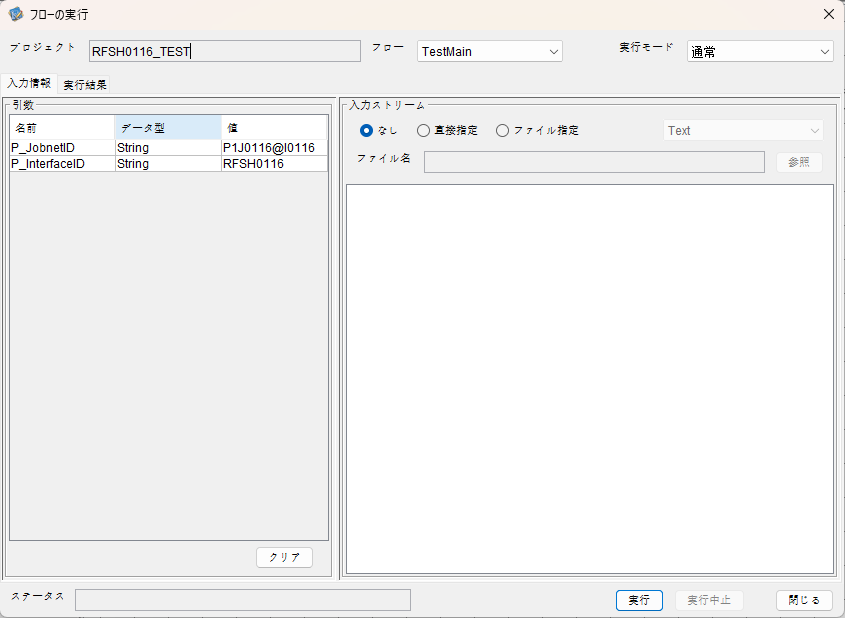 フローの実行
プロジェクト RFSH0116_TEST フロー TestMain 実行モード 通常
入力情報 実行結果
引数
名前 データ型 値
P_JobnetID String P1J0116@I0116
P_InterfaceID String RFSH0116
クリア
入力ストリーム
なし 直接指定 ファイル指定 Text
ファイル名 参照
ステータス 実行 実行中止 閉じる